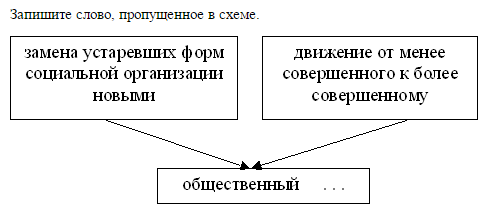 Запишите слово, пропущенное в схеме.
замена устаревших форм
социальной организации
новыми
движение от менее
совершенного к более
совершенному
общественный . . .